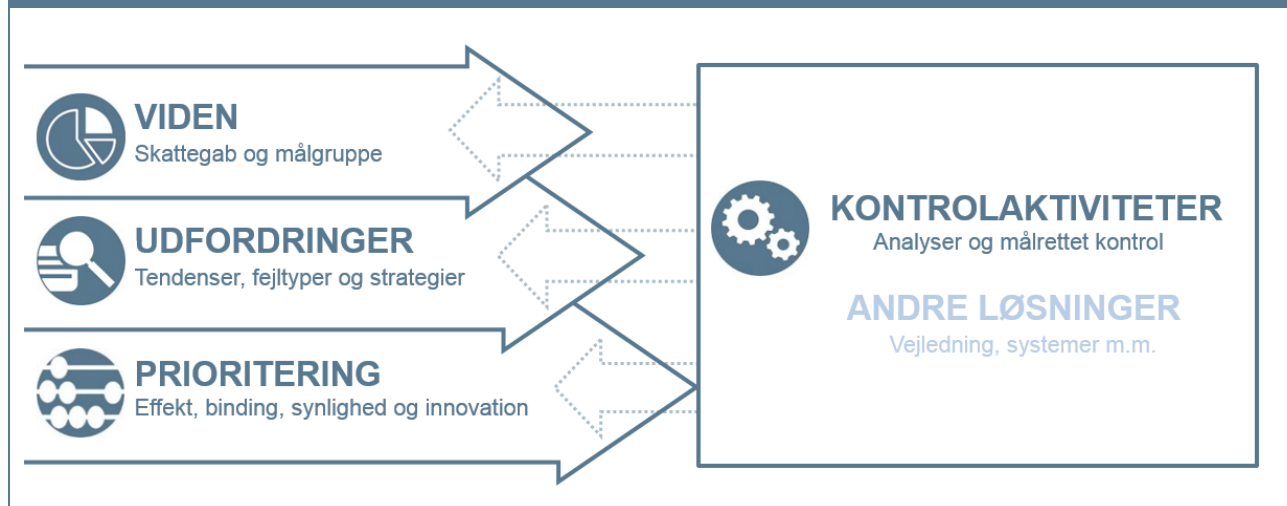 VIDEN
Skattegab og målgruppe
UDFORDRINGER
Tendenser, fejltyper og strategier
PRIORITERING
Effekt, binding, synlighed og innovation
KONTROLAKTIVITETER
Analyser og målrettet kontrol
ANDRE LØSNINGER
Vejledning, systemer m.m.